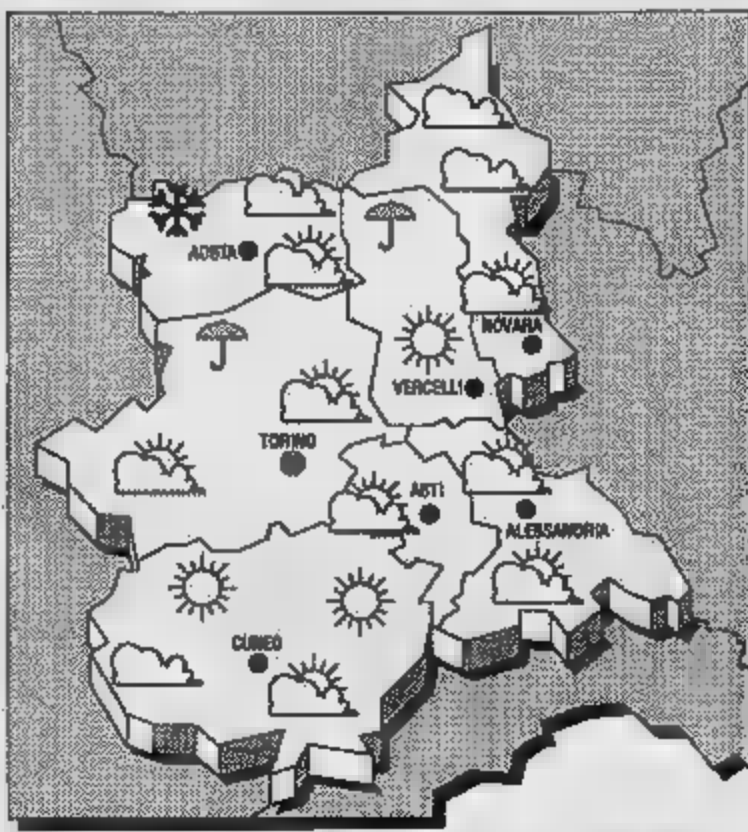 AOSTA
NOVARA
VERCELLI
TORINO
ASTI
ALESSANDRIA
CUNEO